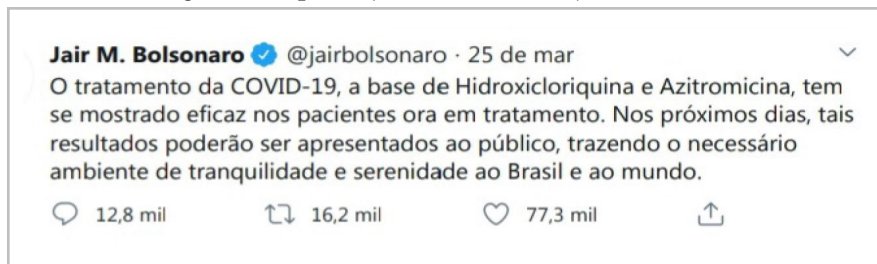 Jair M. Bolsonaro @jairbolsonaro · 25 de mar
O tratamento da COVID-19, a base de Hidroxicloriquina e Azitromicina, tem
se mostrado eficaz nos pacientes ora em tratamento. Nos próximos dias, tais
resultados poderão ser apresentados ao público, trazendo o necessário
ambiente de tranquilidade e serenidade ao Brasil e ao mundo.
12,8 mil 16,2 mil 77,3 mil